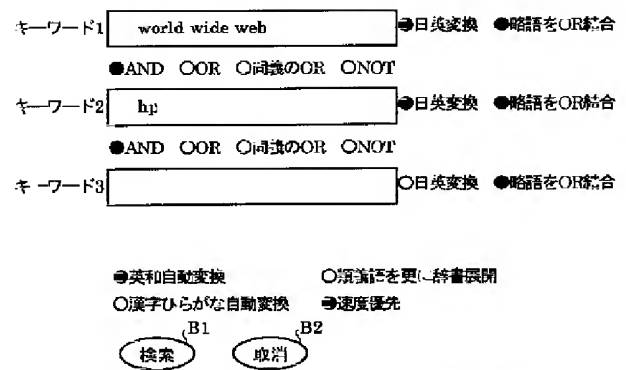 キーワード1 world wide web ●日英変換 ●略語をOR結合
●AND ○OR ○同義のOR ○NOT
キーワード2 hp ●日英変換 ●略語をOR結合
●AND ○OR ○同義のOR ○NOT
キーワード3 ○日英変換 ●略語をOR結合
●英和自動変換 ○類義語を更に辞書展開
○漢字ひらがな自動変換 ●速度優先
B1 B2
検索 取消